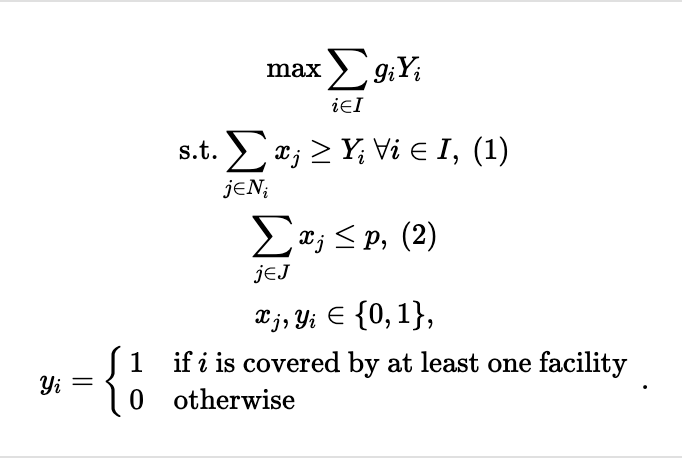 max ∑_{i∈I} g_i Y_i
s.t. ∑_{j∈N_i} x_j ≥ Y_i ∀i ∈ I, (1)
∑_{j∈J} x_j ≤ p, (2)
x_j, y_i ∈ {0, 1},
y_i = { 1 if i is covered by at least one facility
0 otherwise .